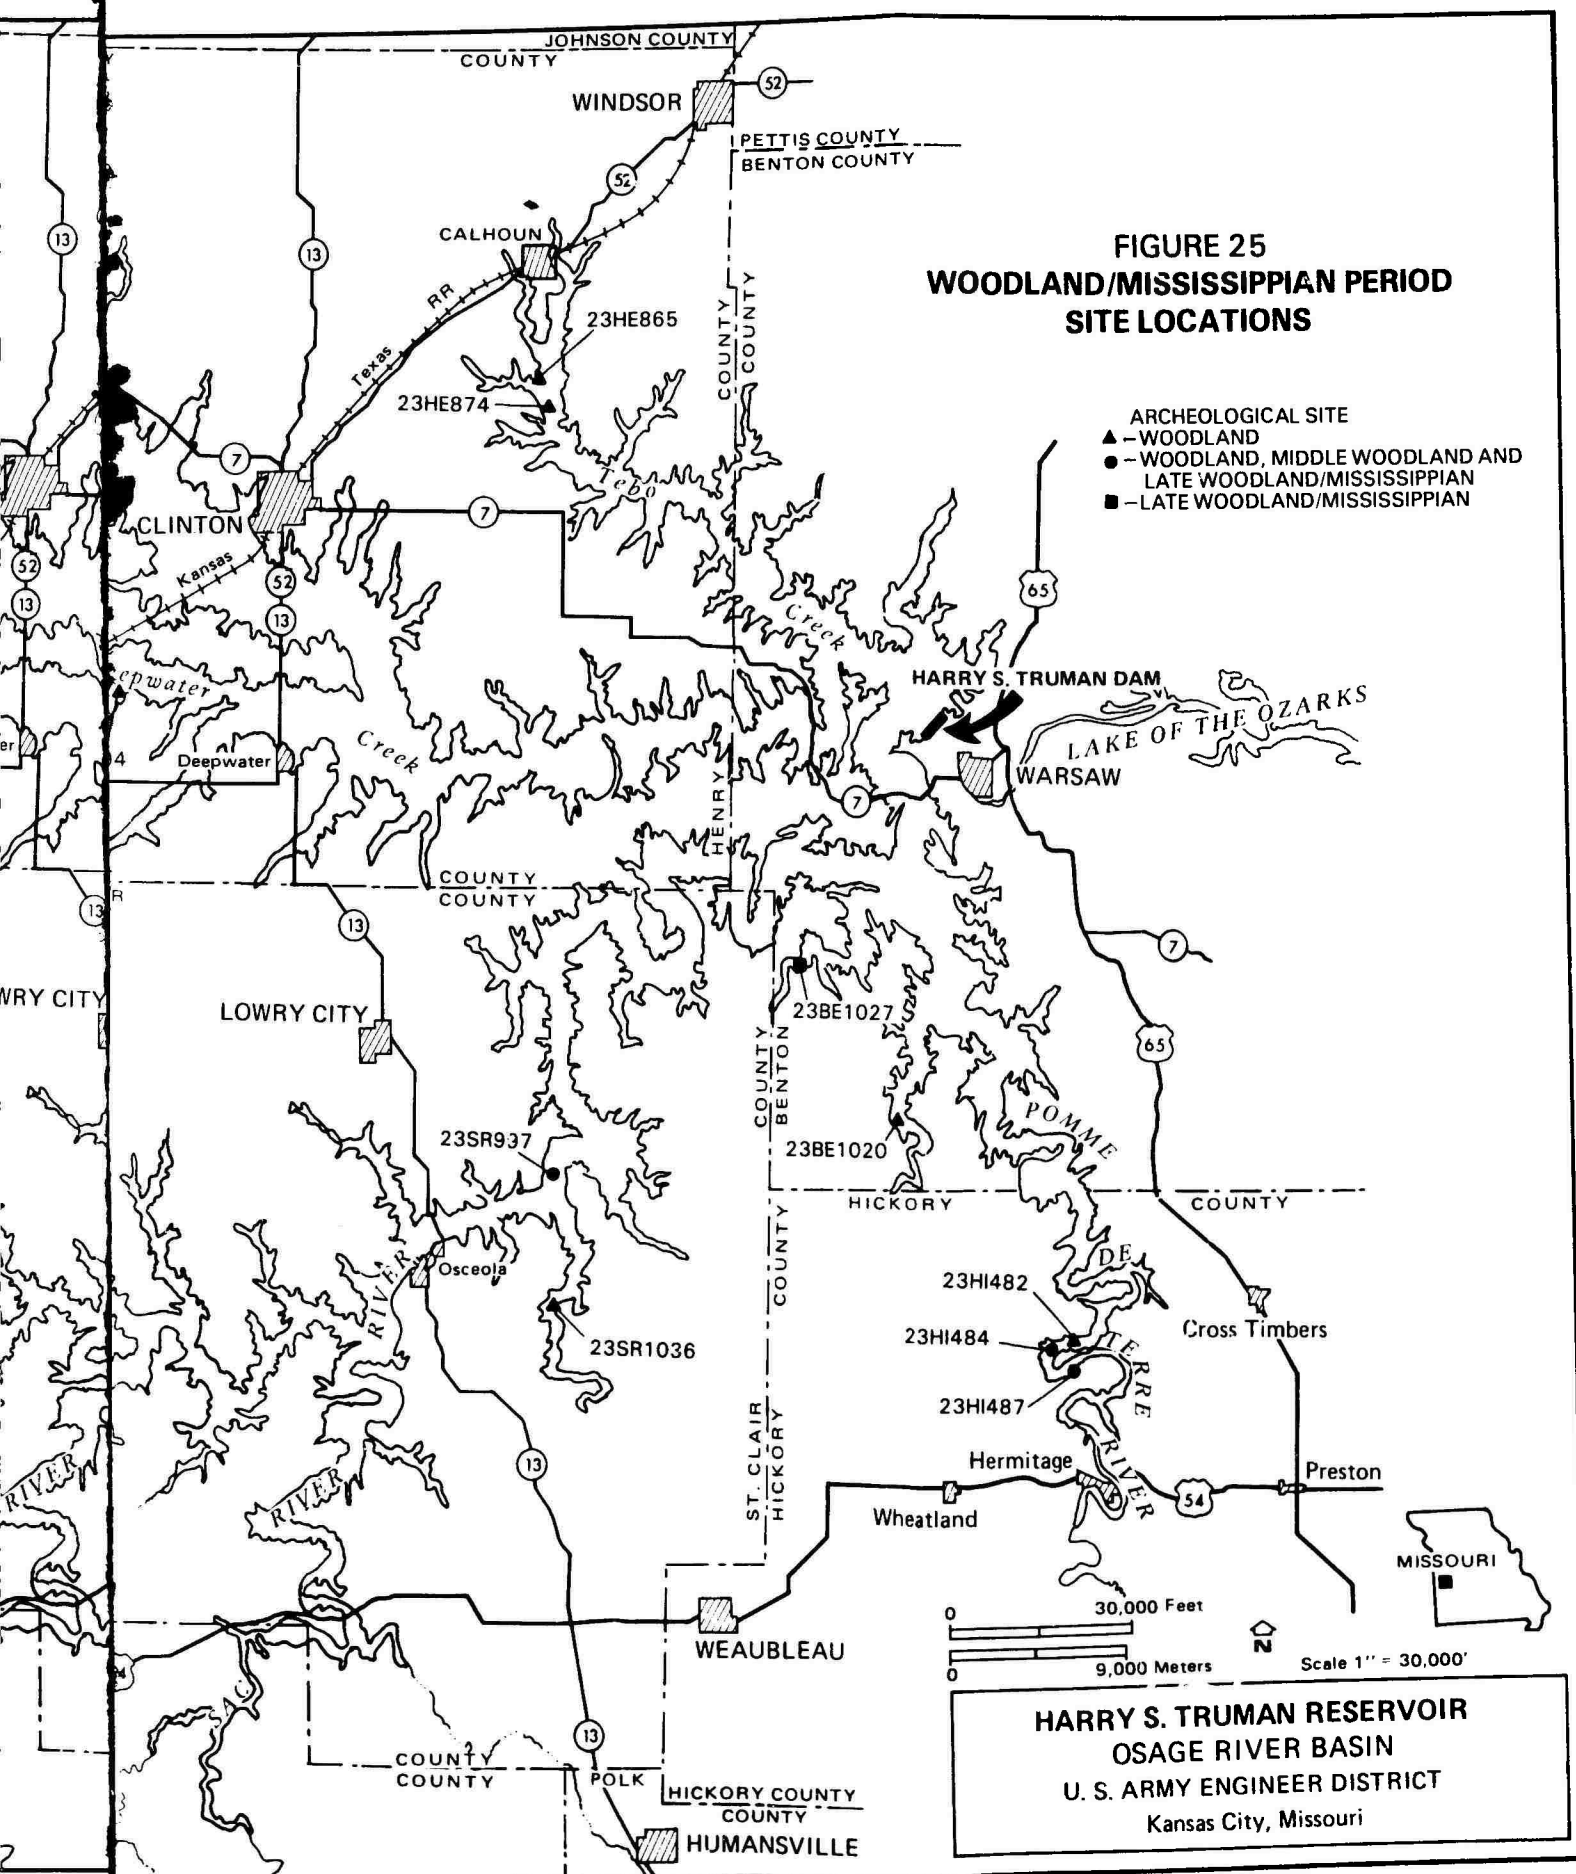 JOHNSON COUNTY
COUNTY
WINDSOR
52
PETTIS COUNTY
BENTON COUNTY
52
13
13
CALHOUN
FIGURE 25
WOODLAND/MISSISSIPPIAN PERIOD
SITE LOCATIONS
RR
Texas
23HE865
COUNTY
COUNTY
23HE874
ARCHEOLOGICAL SITE
▲ – WOODLAND
● – WOODLAND, MIDDLE WOODLAND AND
LATE WOODLAND/MISSISSIPPIAN
■ – LATE WOODLAND/MISSISSIPPIAN
7
Tebo
7
CLINTON
Kansas
52
52
13
13
65
Creek
HARRY S. TRUMAN DAM
epwater
LAKE OF THE OZARKS
er
4
Deepwater
Creek
WARSAW
7
HENRY
COUNTY
COUNTY
R
13
13
7
WRY CITY
LOWRY CITY
23BE1027
COUNTY
BENTON
65
POMME
23SR937
23BE1020
HICKORY
COUNTY
COUNTY
RIVER
Osceola
DE
23HI482
23HI484
TERRE
Cross Timbers
23SR1036
23HI487
ST. CLAIR
HICKORY
13
Hermitage
RIVER
Preston
54
RIVER
RIVER
Wheatland
MISSOURI
0
30,000 Feet
WEAUBLEAU
0
9,000 Meters
N
Scale 1" = 30,000'
SAC
13
HARRY S. TRUMAN RESERVOIR
OSAGE RIVER BASIN
U. S. ARMY ENGINEER DISTRICT
Kansas City, Missouri
COUNTY
COUNTY
POLK
HICKORY COUNTY
COUNTY
HUMANSVILLE